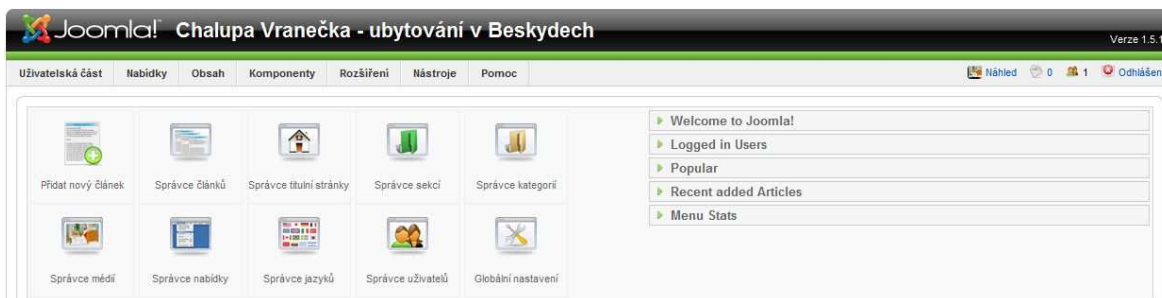 Joomla! Chalupa Vranečka - ubytování v Beskydech
Verze 1.5.1
Uživatelská část Nabídky Obsah Komponenty Rozšíření Nástroje Pomoc Náhled 0 1 Odhlášen
Přidat nový článek Správce článků Správce titulní stránky Správce sekcí Správce kategorií
Správce médií Správce nabídky Správce jazyků Správce uživatelů Globální nastavení
Welcome to Joomla!
Logged in Users
Popular
Recent added Articles
Menu Stats